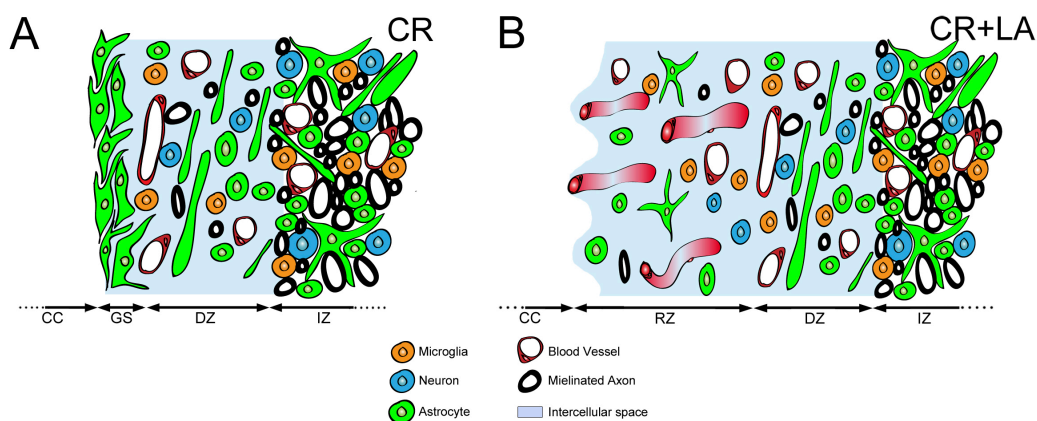 A
CR
B
CR+LA
CC
GS
DZ
IZ
CC
RZ
DZ
IZ
Microglia
Blood Vessel
Neuron
Mielinated Axon
Astrocyte
Intercellular space